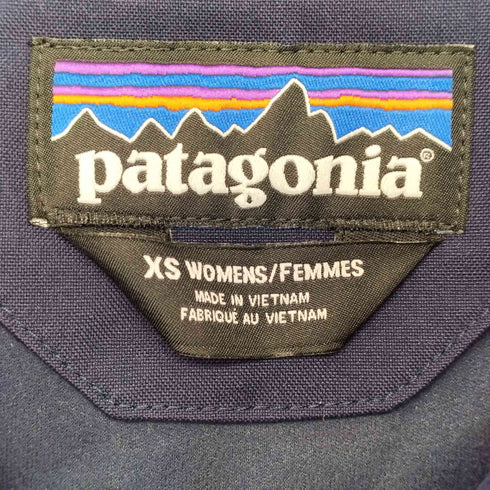 patagonia®
XS WOMENS/FEMMES
MADE IN VIETNAM
FABRIQUÉ AU VIETNAM